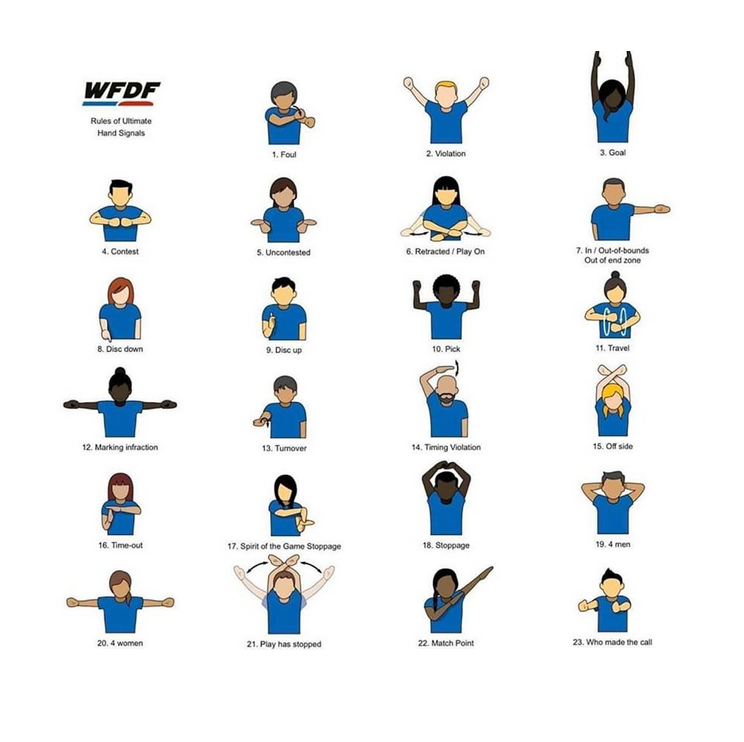 WFDF
Rules of Ultimate
Hand Signals
1. Foul
2. Violation
3. Goal
4. Contest
5. Uncontested
6. Retracted / Play On
7. In / Out-of-bounds
Out of end zone
8. Disc down
9. Disc up
10. Pick
11. Travel
12. Marking infraction
13. Turnover
14. Timing Violation
15. Off side
16. Time-out
17. Spirit of the Game Stoppage
18. Stoppage
19. 4 men
20. 4 women
21. Play has stopped
22. Match Point
23. Who made the call